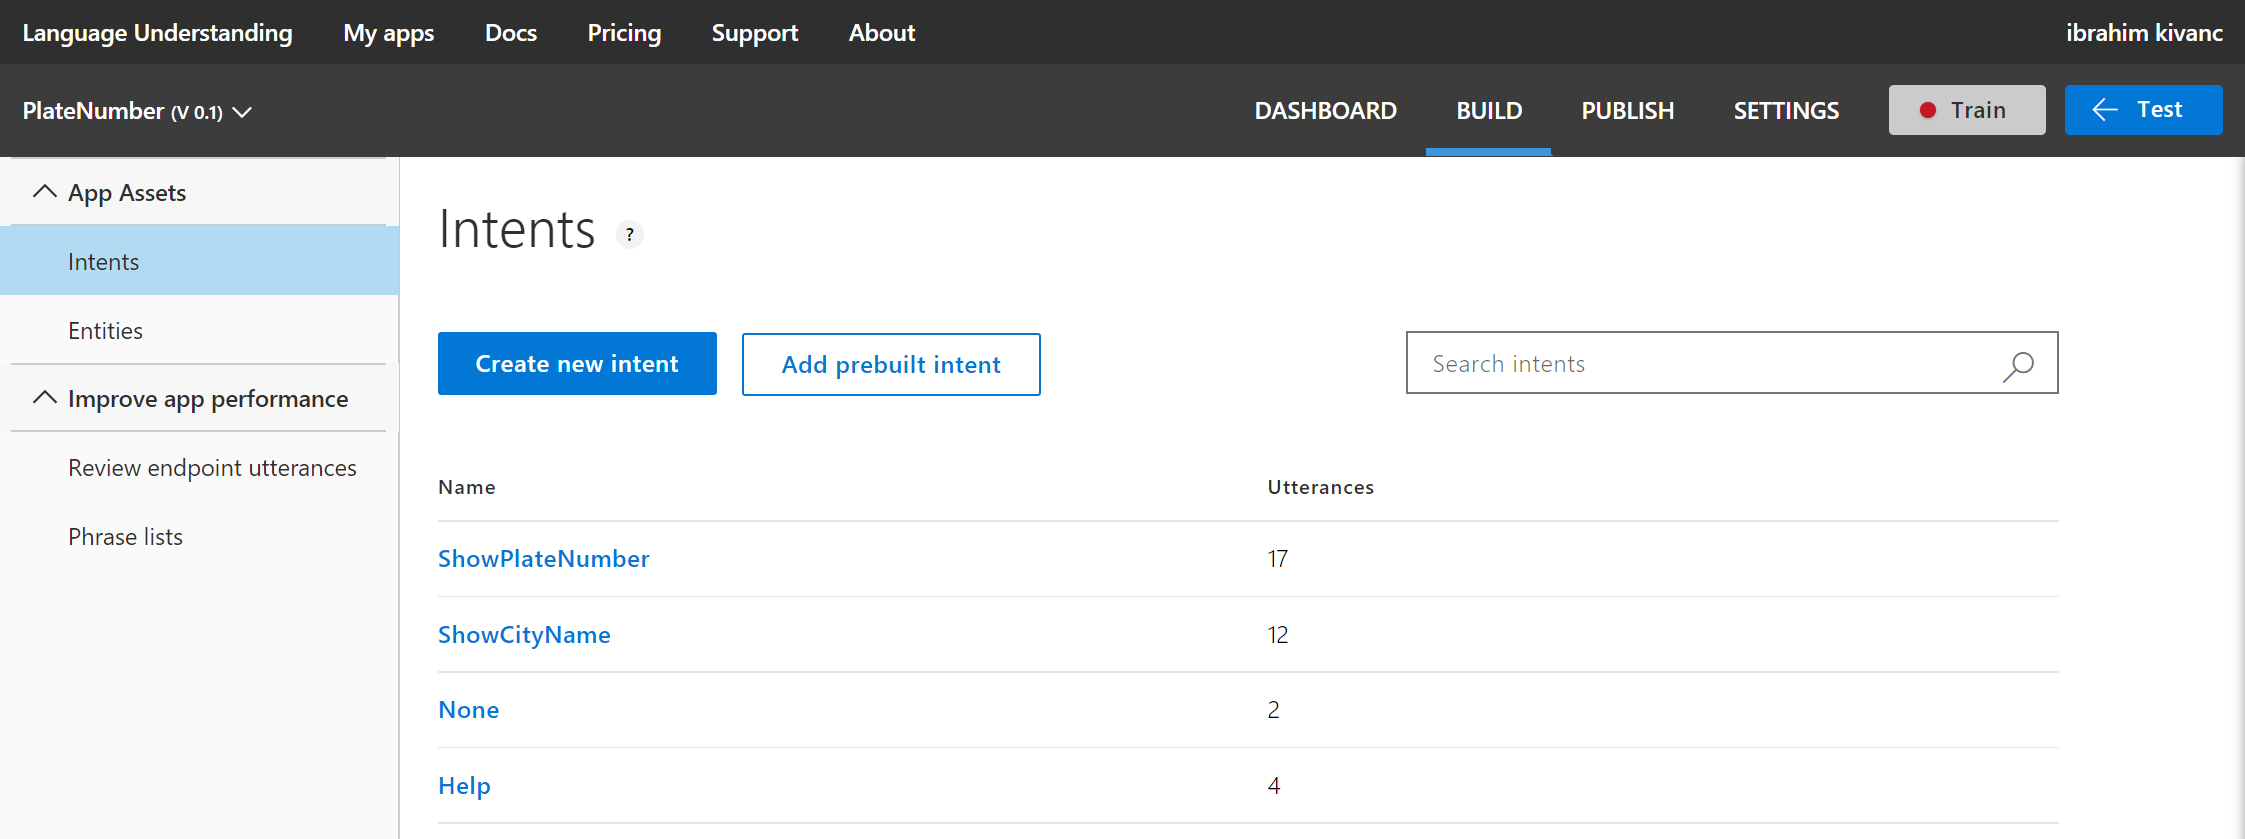 Language Understanding My apps Docs Pricing Support About ibrahim kivanc
PlateNumber (V 0.1) DASHBOARD BUILD PUBLISH SETTINGS Train Test
App Assets
Intents
Entities
Improve app performance
Review endpoint utterances
Phrase lists
Intents ?
Create new intent Add prebuilt intent Search intents
Name Utterances
ShowPlateNumber 17
ShowCityName 12
None 2
Help 4